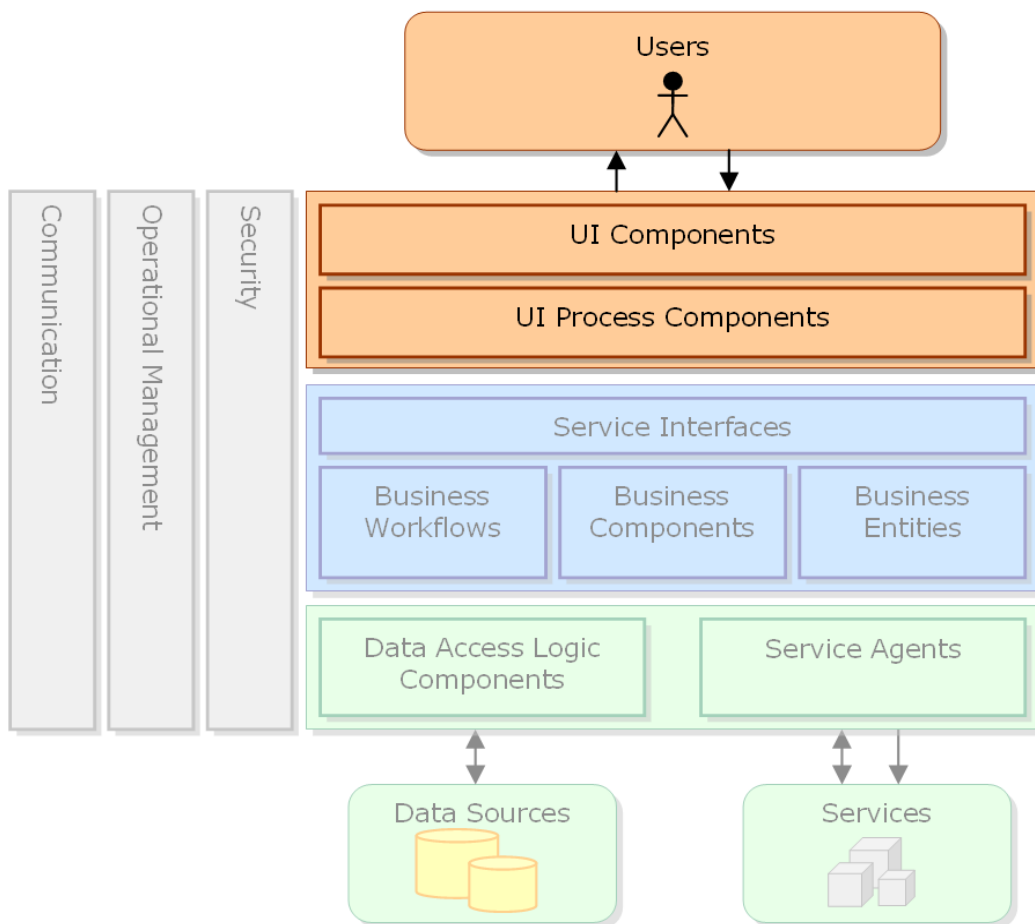 Users
Communication
Operational Management
Security
UI Components
UI Process Components
Service Interfaces
Business
Workflows
Business
Components
Business
Entities
Data Access Logic
Components
Service Agents
Data Sources
Services